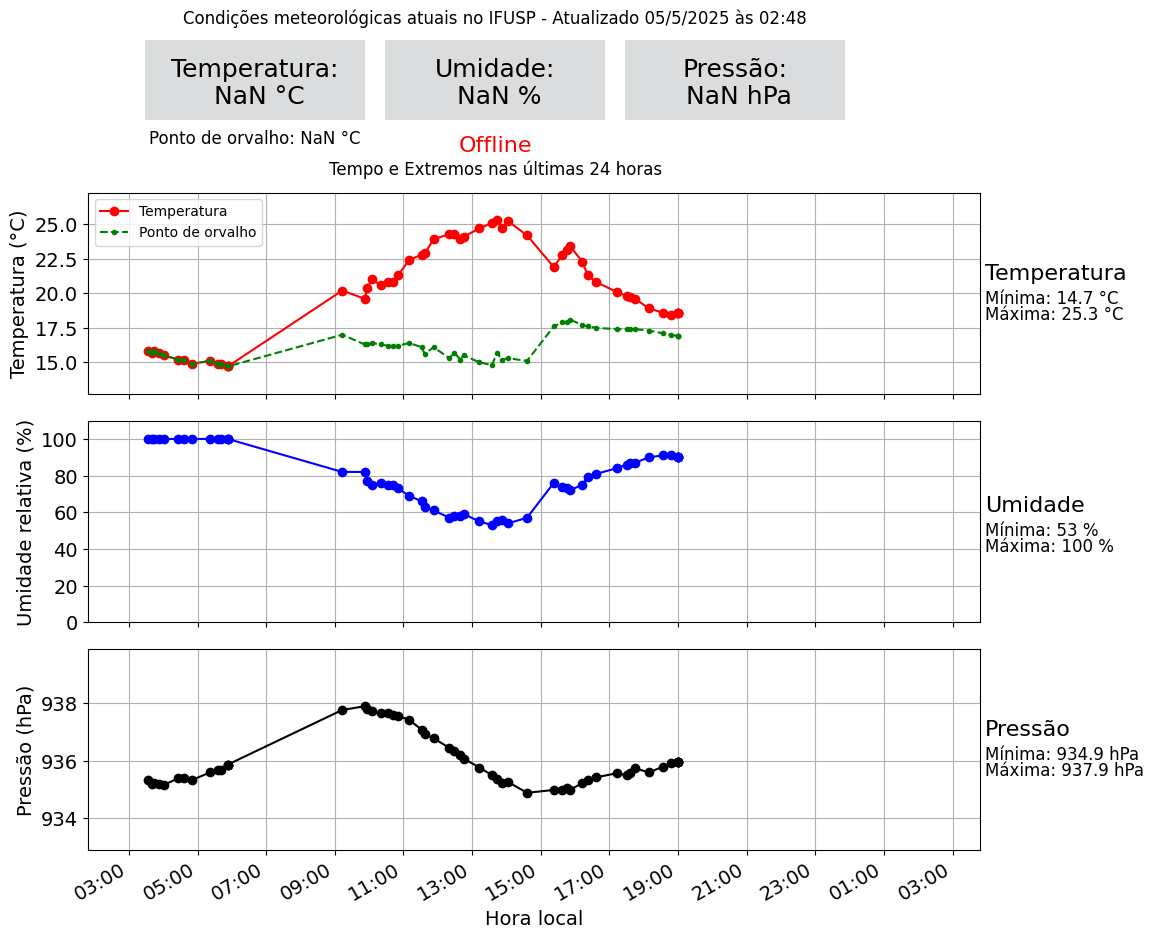 Condições meteorológicas atuais no IFUSP - Atualizado 05/5/2025 às 02:48
Temperatura:
NaN °C
Umidade:
NaN %
Pressão:
NaN hPa
Ponto de orvalho: NaN °C
Offline
Tempo e Extremos nas últimas 24 horas
Temperatura (°C)
25.0
22.5
20.0
17.5
15.0
Temperatura
Ponto de orvalho
Temperatura
Mínima: 14.7 °C
Máxima: 25.3 °C
Umidade relativa (%)
100
80
60
40
20
0
Umidade
Mínima: 53 %
Máxima: 100 %
Pressão (hPa)
938
936
934
Pressão
Mínima: 934.9 hPa
Máxima: 937.9 hPa
03:00
05:00
07:00
09:00
11:00
13:00
15:00
17:00
19:00
21:00
23:00
01:00
03:00
Hora local